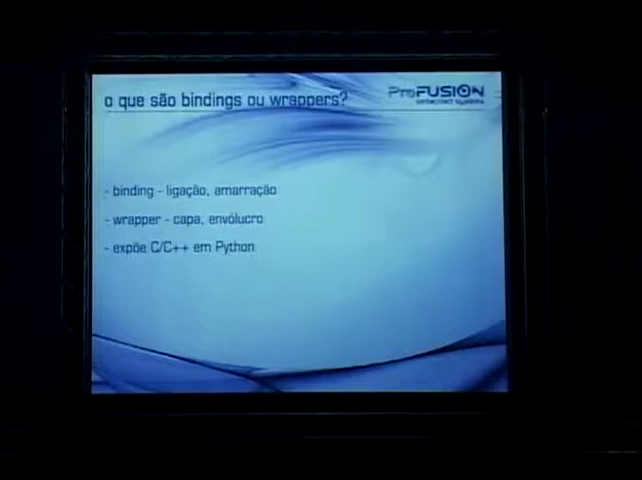 o que são bindings ou wrappers?
ProFUSION
embedded systems
- binding - ligação, amarração
- wrapper - capa, envólucro
- expõe C/C++ em Python